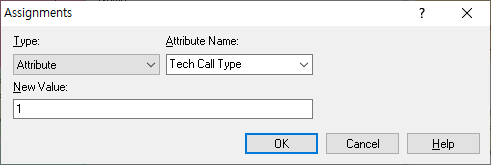 Assignments
? ×
Type:
Attribute Name:
Attribute
Tech Call Type
New Value:
1
OK
Cancel
Help